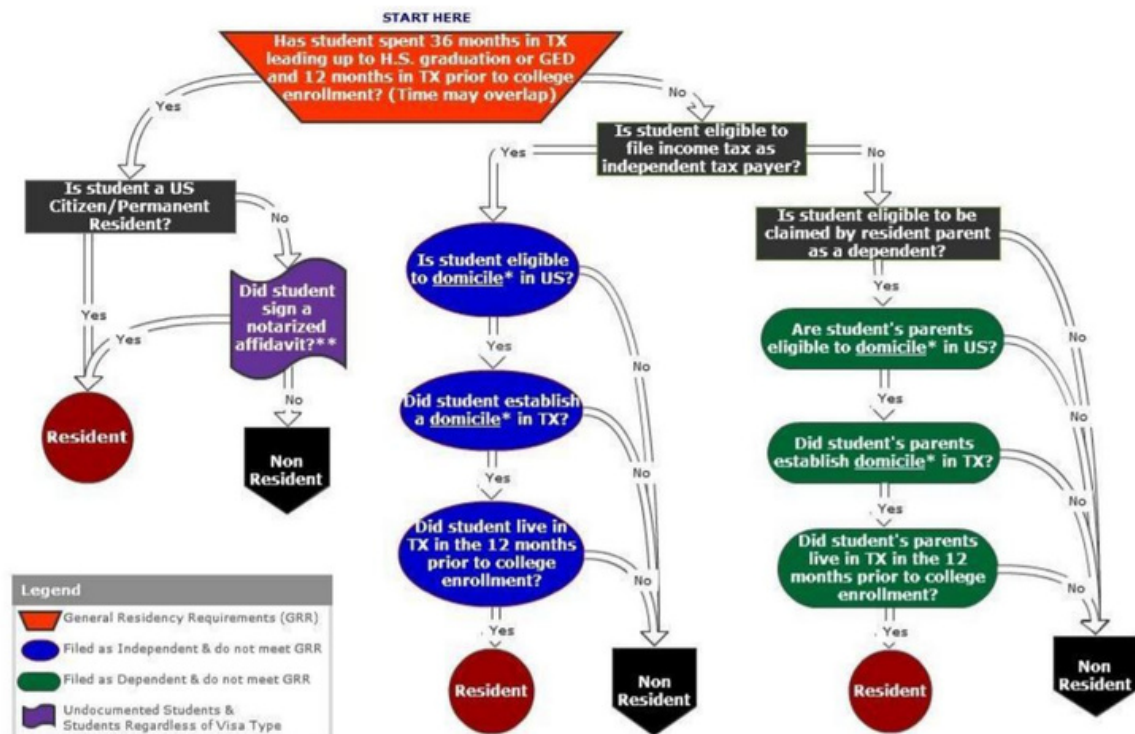 START HERE
Has student spent 36 months in TX
leading up to H.S. graduation or GED
and 12 months in TX prior to college
enrollment? (Time may overlap)
Yes
No
Is student a US
Citizen/Permanent
Resident?
No
Yes
Did student
sign a
notarized
affidavit?**
Yes
No
Resident
Non
Resident
Is student eligible to
file income tax as
independent tax payer?
Yes
No
Is student eligible
to domicile* in US?
Yes
No
Did student establish
a domicile* in TX?
Yes
No
Did student live in
TX in the 12 months
prior to college
enrollment?
Yes
No
Resident
Non
Resident
Is student eligible to be
claimed by resident parent
as a dependent?
Yes
No
Are student's parents
eligible to domicile* in US?
Yes
No
Did student's parents
establish domicile* in TX?
Yes
No
Did student's parents
live in TX in the 12
months prior to college
enrollment?
Yes
No
Resident
Non
Resident
Legend
General Residency Requirements (GRR)
Filed as Independent & do not meet GRR
Filed as Dependent & do not meet GRR
Undocumented Students &
Students Regardless of Visa Type